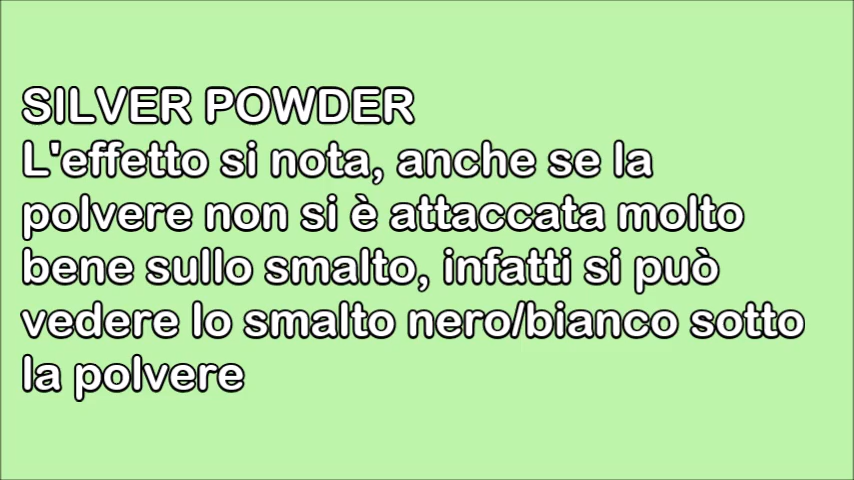 SILVER POWDER
L'effetto si nota, anche se la
polvere non si è attaccata molto
bene sullo smalto, infatti si può
vedere lo smalto nero/bianco sotto
la polvere